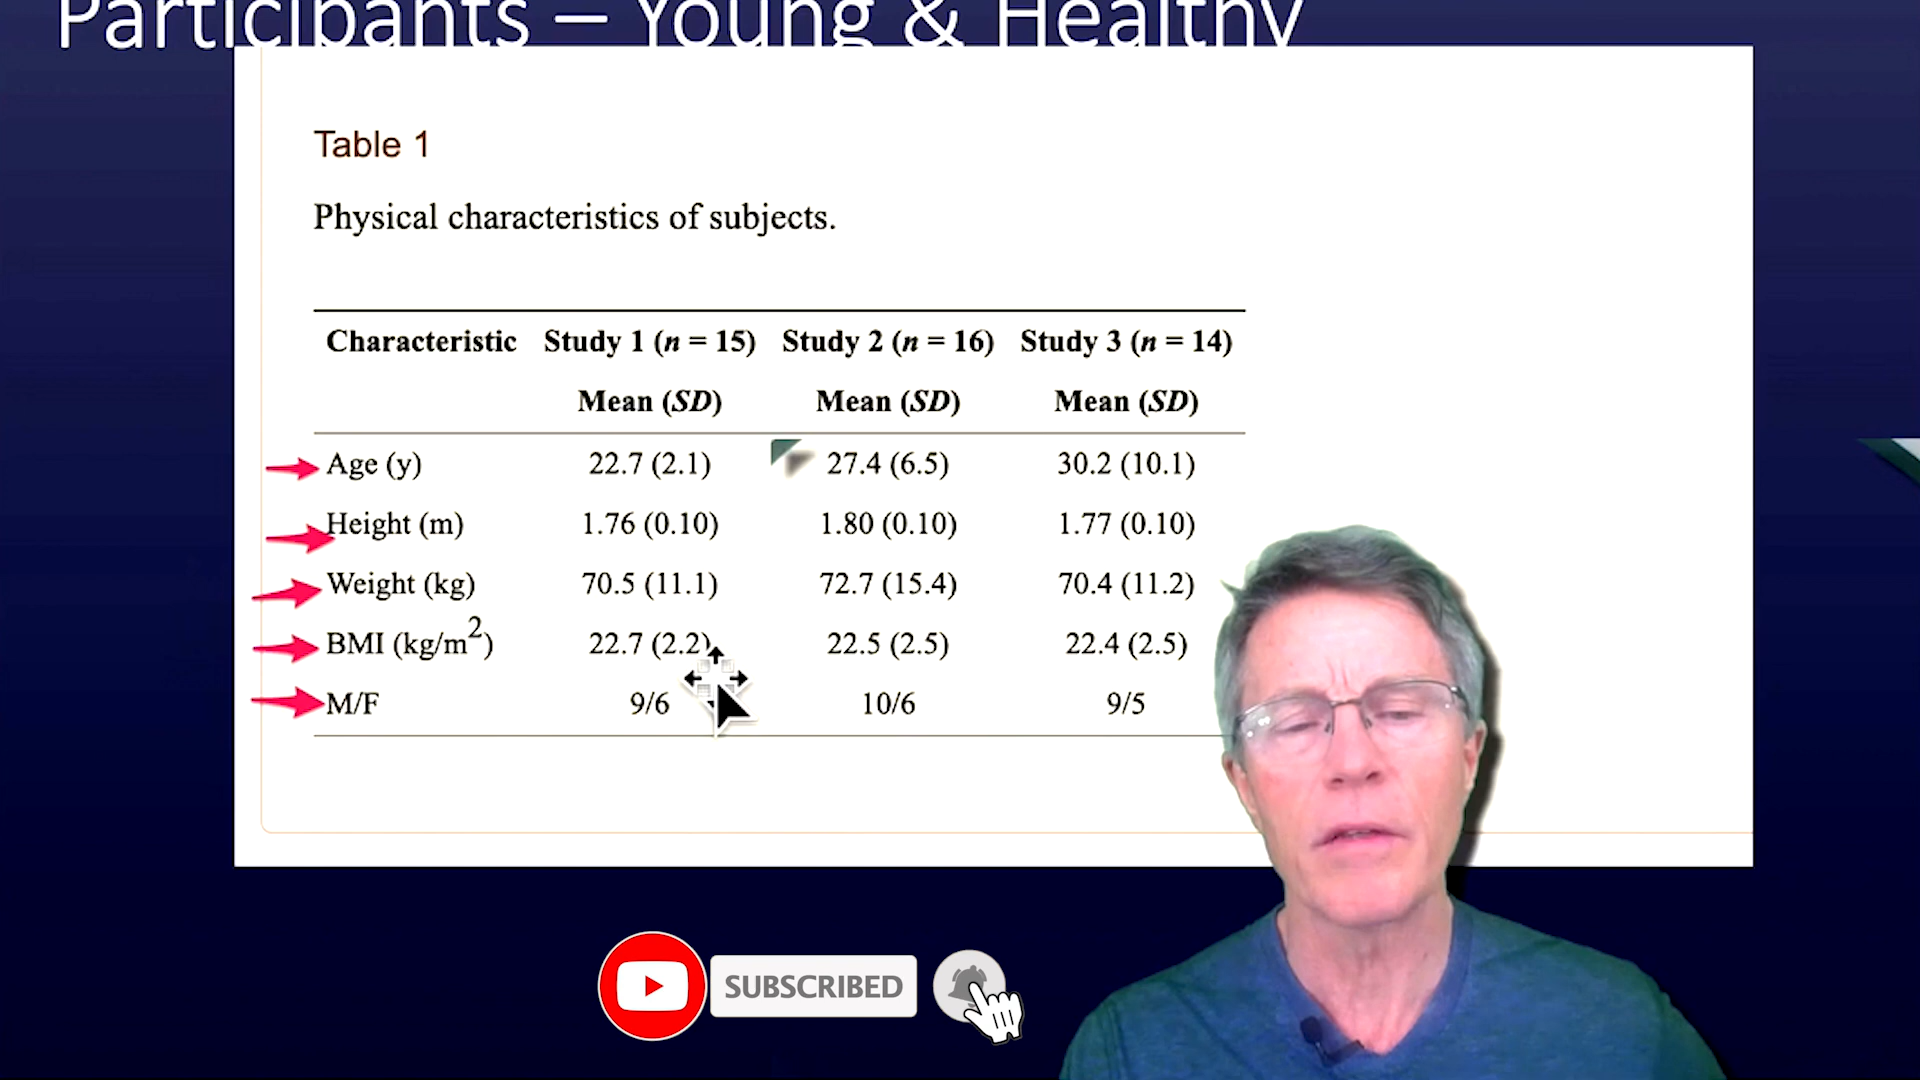 Participants – Young & Healthy
Table 1
Physical characteristics of subjects.
Characteristic Study 1 (n = 15) Study 2 (n = 16) Study 3 (n = 14)
Mean (SD) Mean (SD) Mean (SD)
Age (y) 22.7 (2.1) 27.4 (6.5) 30.2 (10.1)
Height (m) 1.76 (0.10) 1.80 (0.10) 1.77 (0.10)
Weight (kg) 70.5 (11.1) 72.7 (15.4) 70.4 (11.2)
BMI (kg/m²) 22.7 (2.2) 22.5 (2.5) 22.4 (2.5)
M/F 9/6 10/6 9/5
SUBSCRIBED